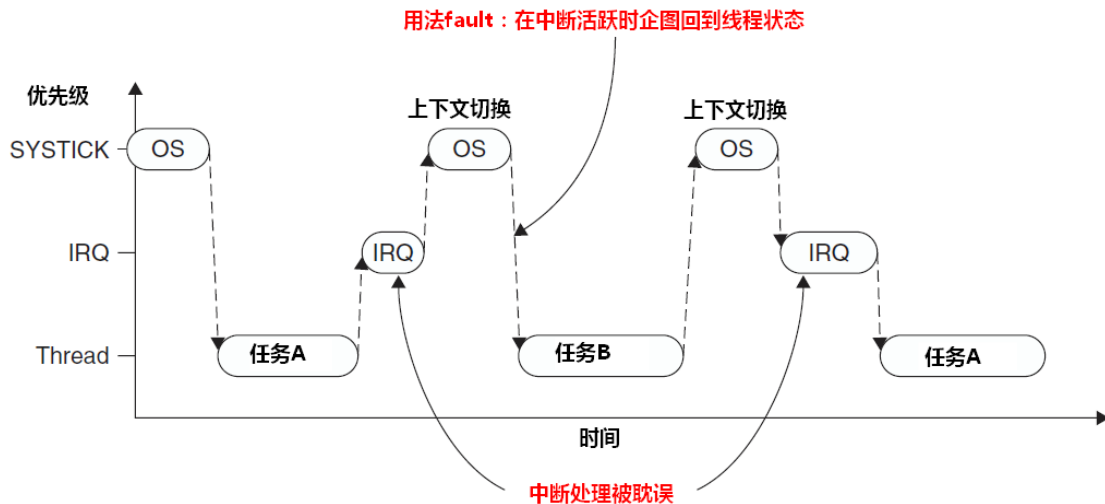 用法fault：在中断活跃时企图回到线程状态
优先级
上下文切换
上下文切换
SYSTICK
OS
OS
OS
IRQ
IRQ
IRQ
Thread
任务A
任务B
任务A
时间
中断处理被耽误